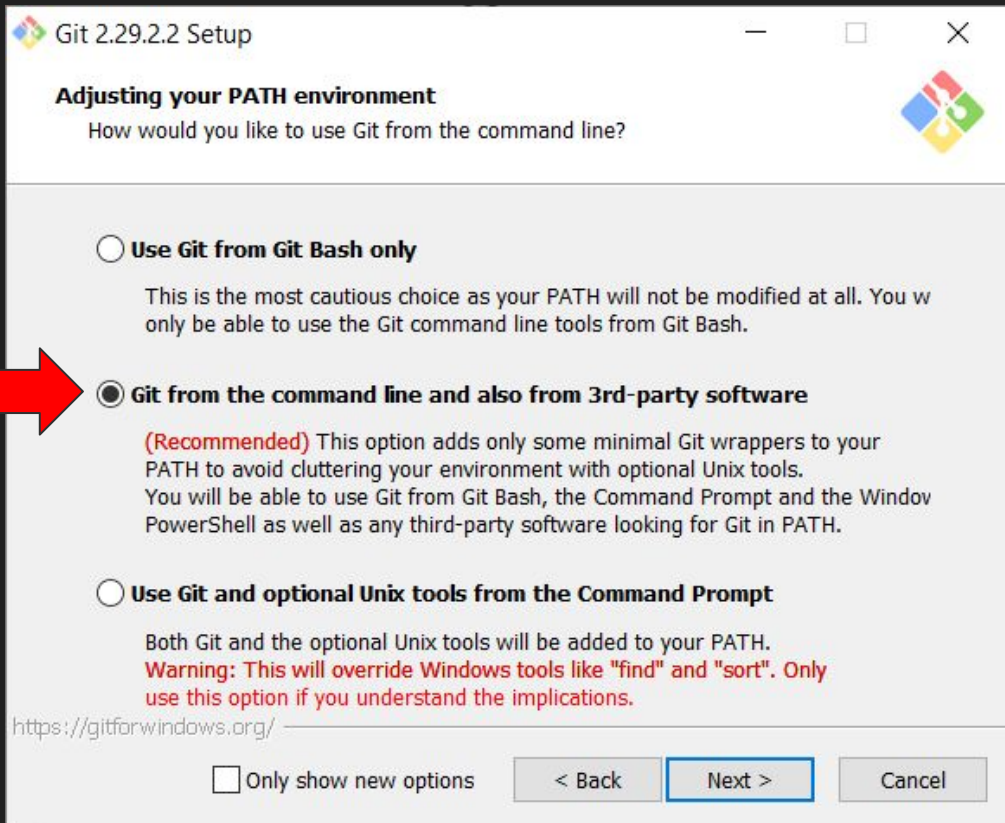 Git 2.29.2.2 Setup
Adjusting your PATH environment
How would you like to use Git from the command line?
Use Git from Git Bash only
This is the most cautious choice as your PATH will not be modified at all. You w
only be able to use the Git command line tools from Git Bash.
Git from the command line and also from 3rd-party software
(Recommended) This option adds only some minimal Git wrappers to your
PATH to avoid cluttering your environment with optional Unix tools.
You will be able to use Git from Git Bash, the Command Prompt and the Window
PowerShell as well as any third-party software looking for Git in PATH.
Use Git and optional Unix tools from the Command Prompt
Both Git and the optional Unix tools will be added to your PATH.
Warning: This will override Windows tools like "find" and "sort". Only
use this option if you understand the implications.
https://gitforwindows.org/
Only show new options
< Back
Next >
Cancel